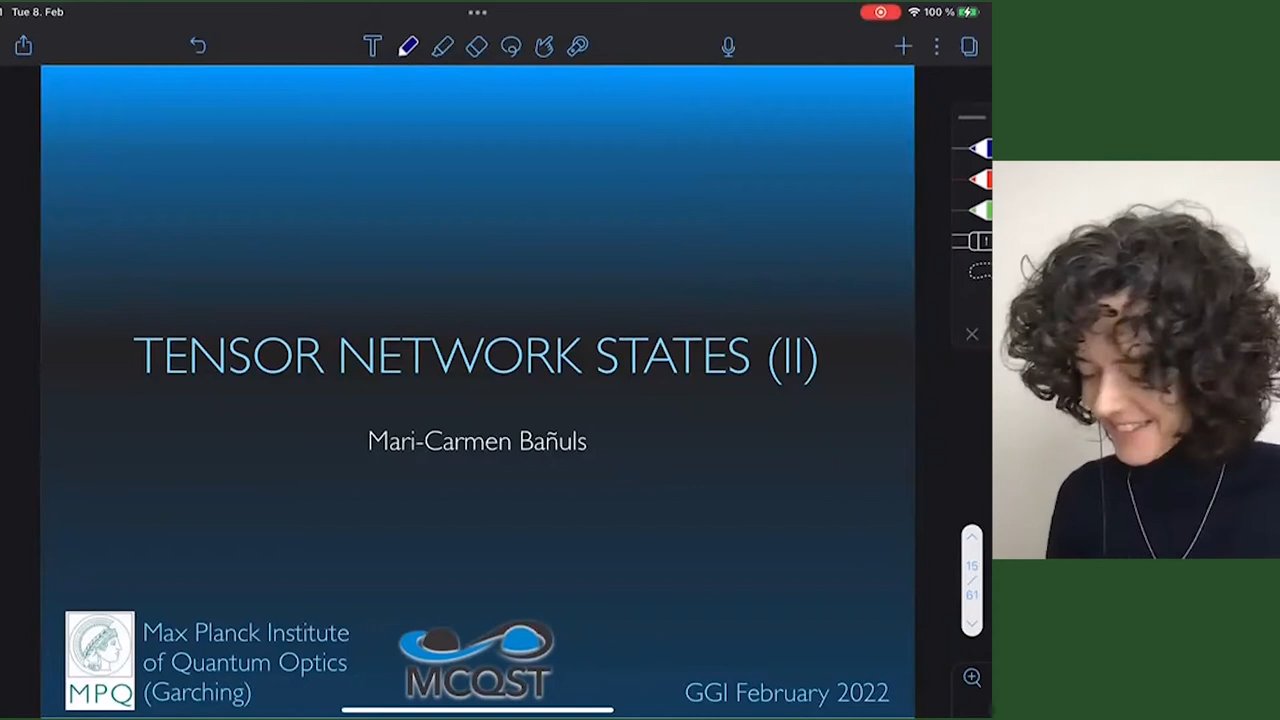 Tue 8. Feb
100 %
T
TENSOR NETWORK STATES (II)
Mari-Carmen Bañuls
15
/
61
Max Planck Institute
of Quantum Optics
(Garching)
MPQ
MCQST
GGI February 2022